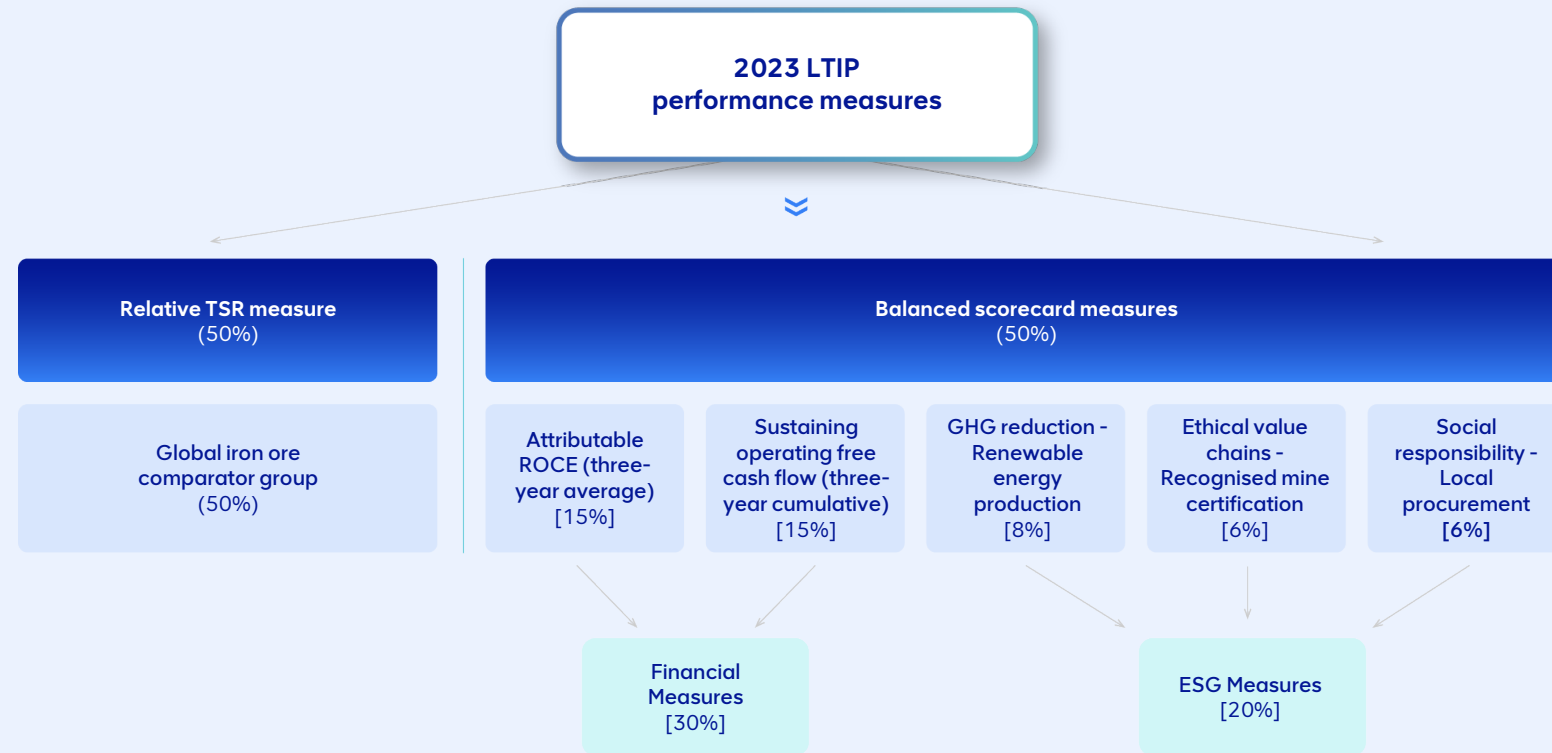 2023 LTIP
performance measures
Relative TSR measure
(50%)
Balanced scorecard measures
(50%)
Global iron ore
comparator group
(50%)
Attributable
ROCE (three-
year average)
[15%]
Sustaining
operating free
cash flow (three-
year cumulative)
[15%]
GHG reduction -
Renewable
energy
production
[8%]
Ethical value
chains -
Recognised mine
certification
[6%]
Social
responsibility -
Local
procurement
[6%]
Financial
Measures
[30%]
ESG Measures
[20%]